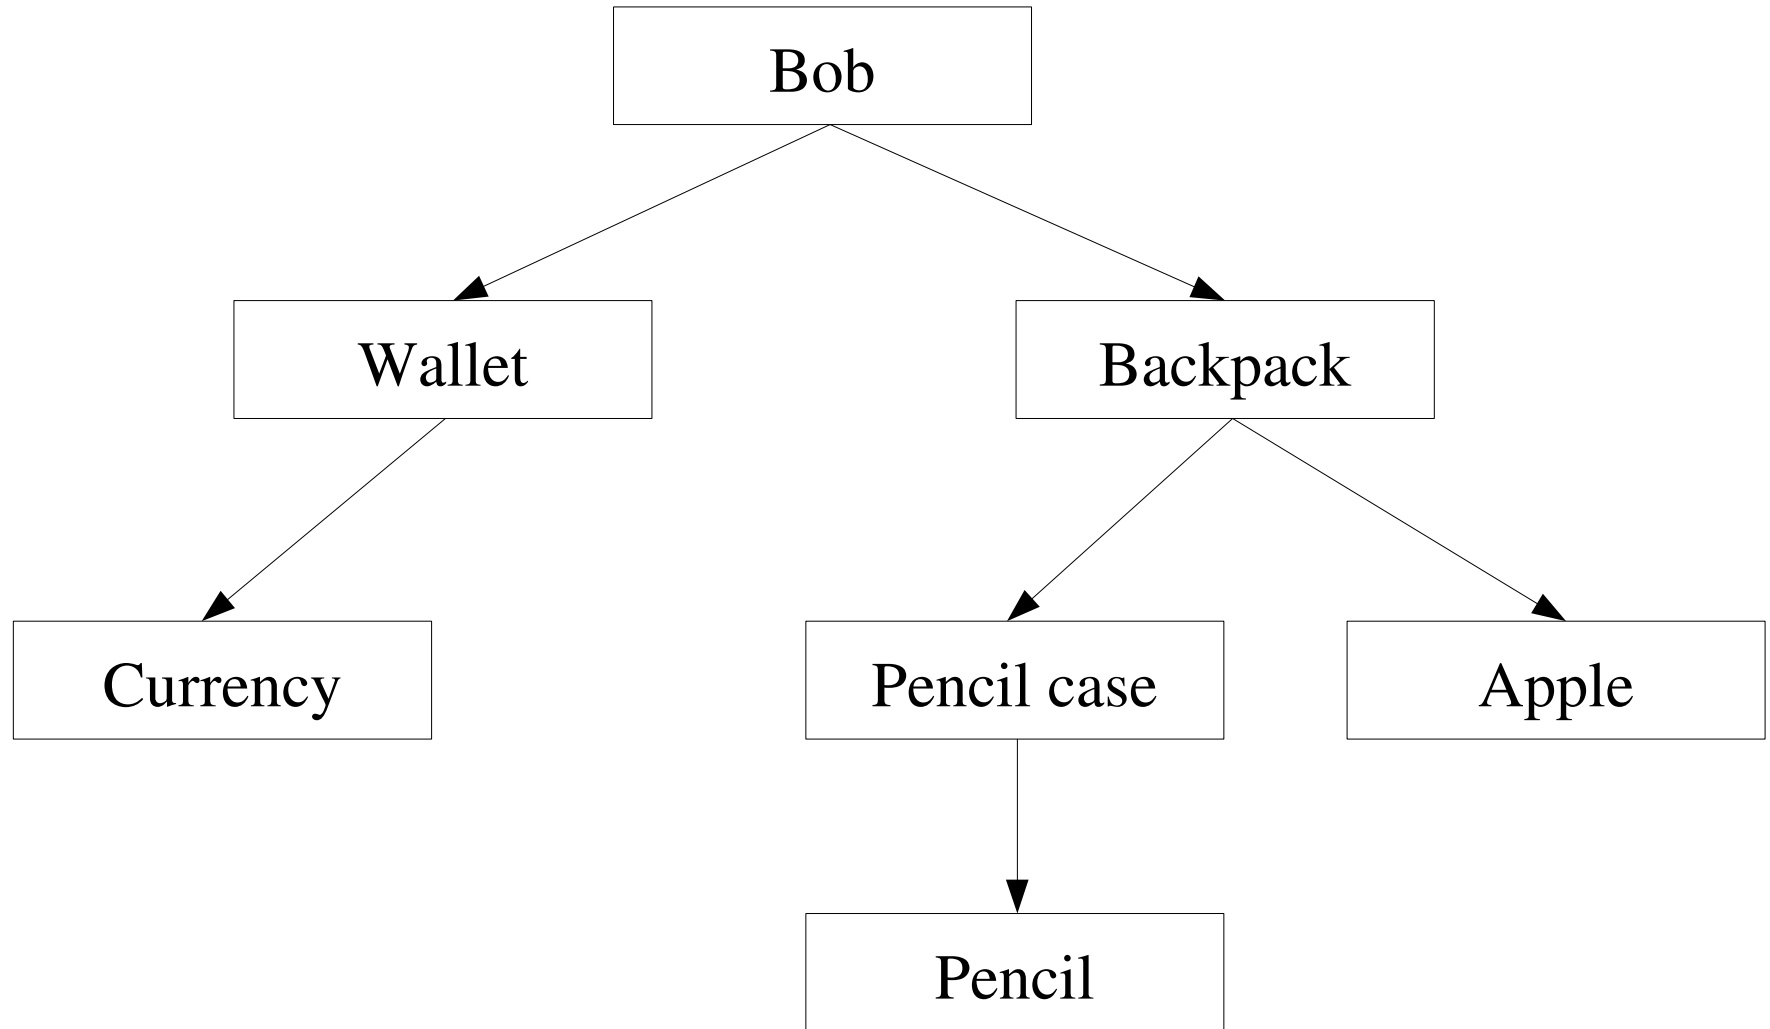 Bob
Wallet
Backpack
Currency
Pencil case
Apple
Pencil